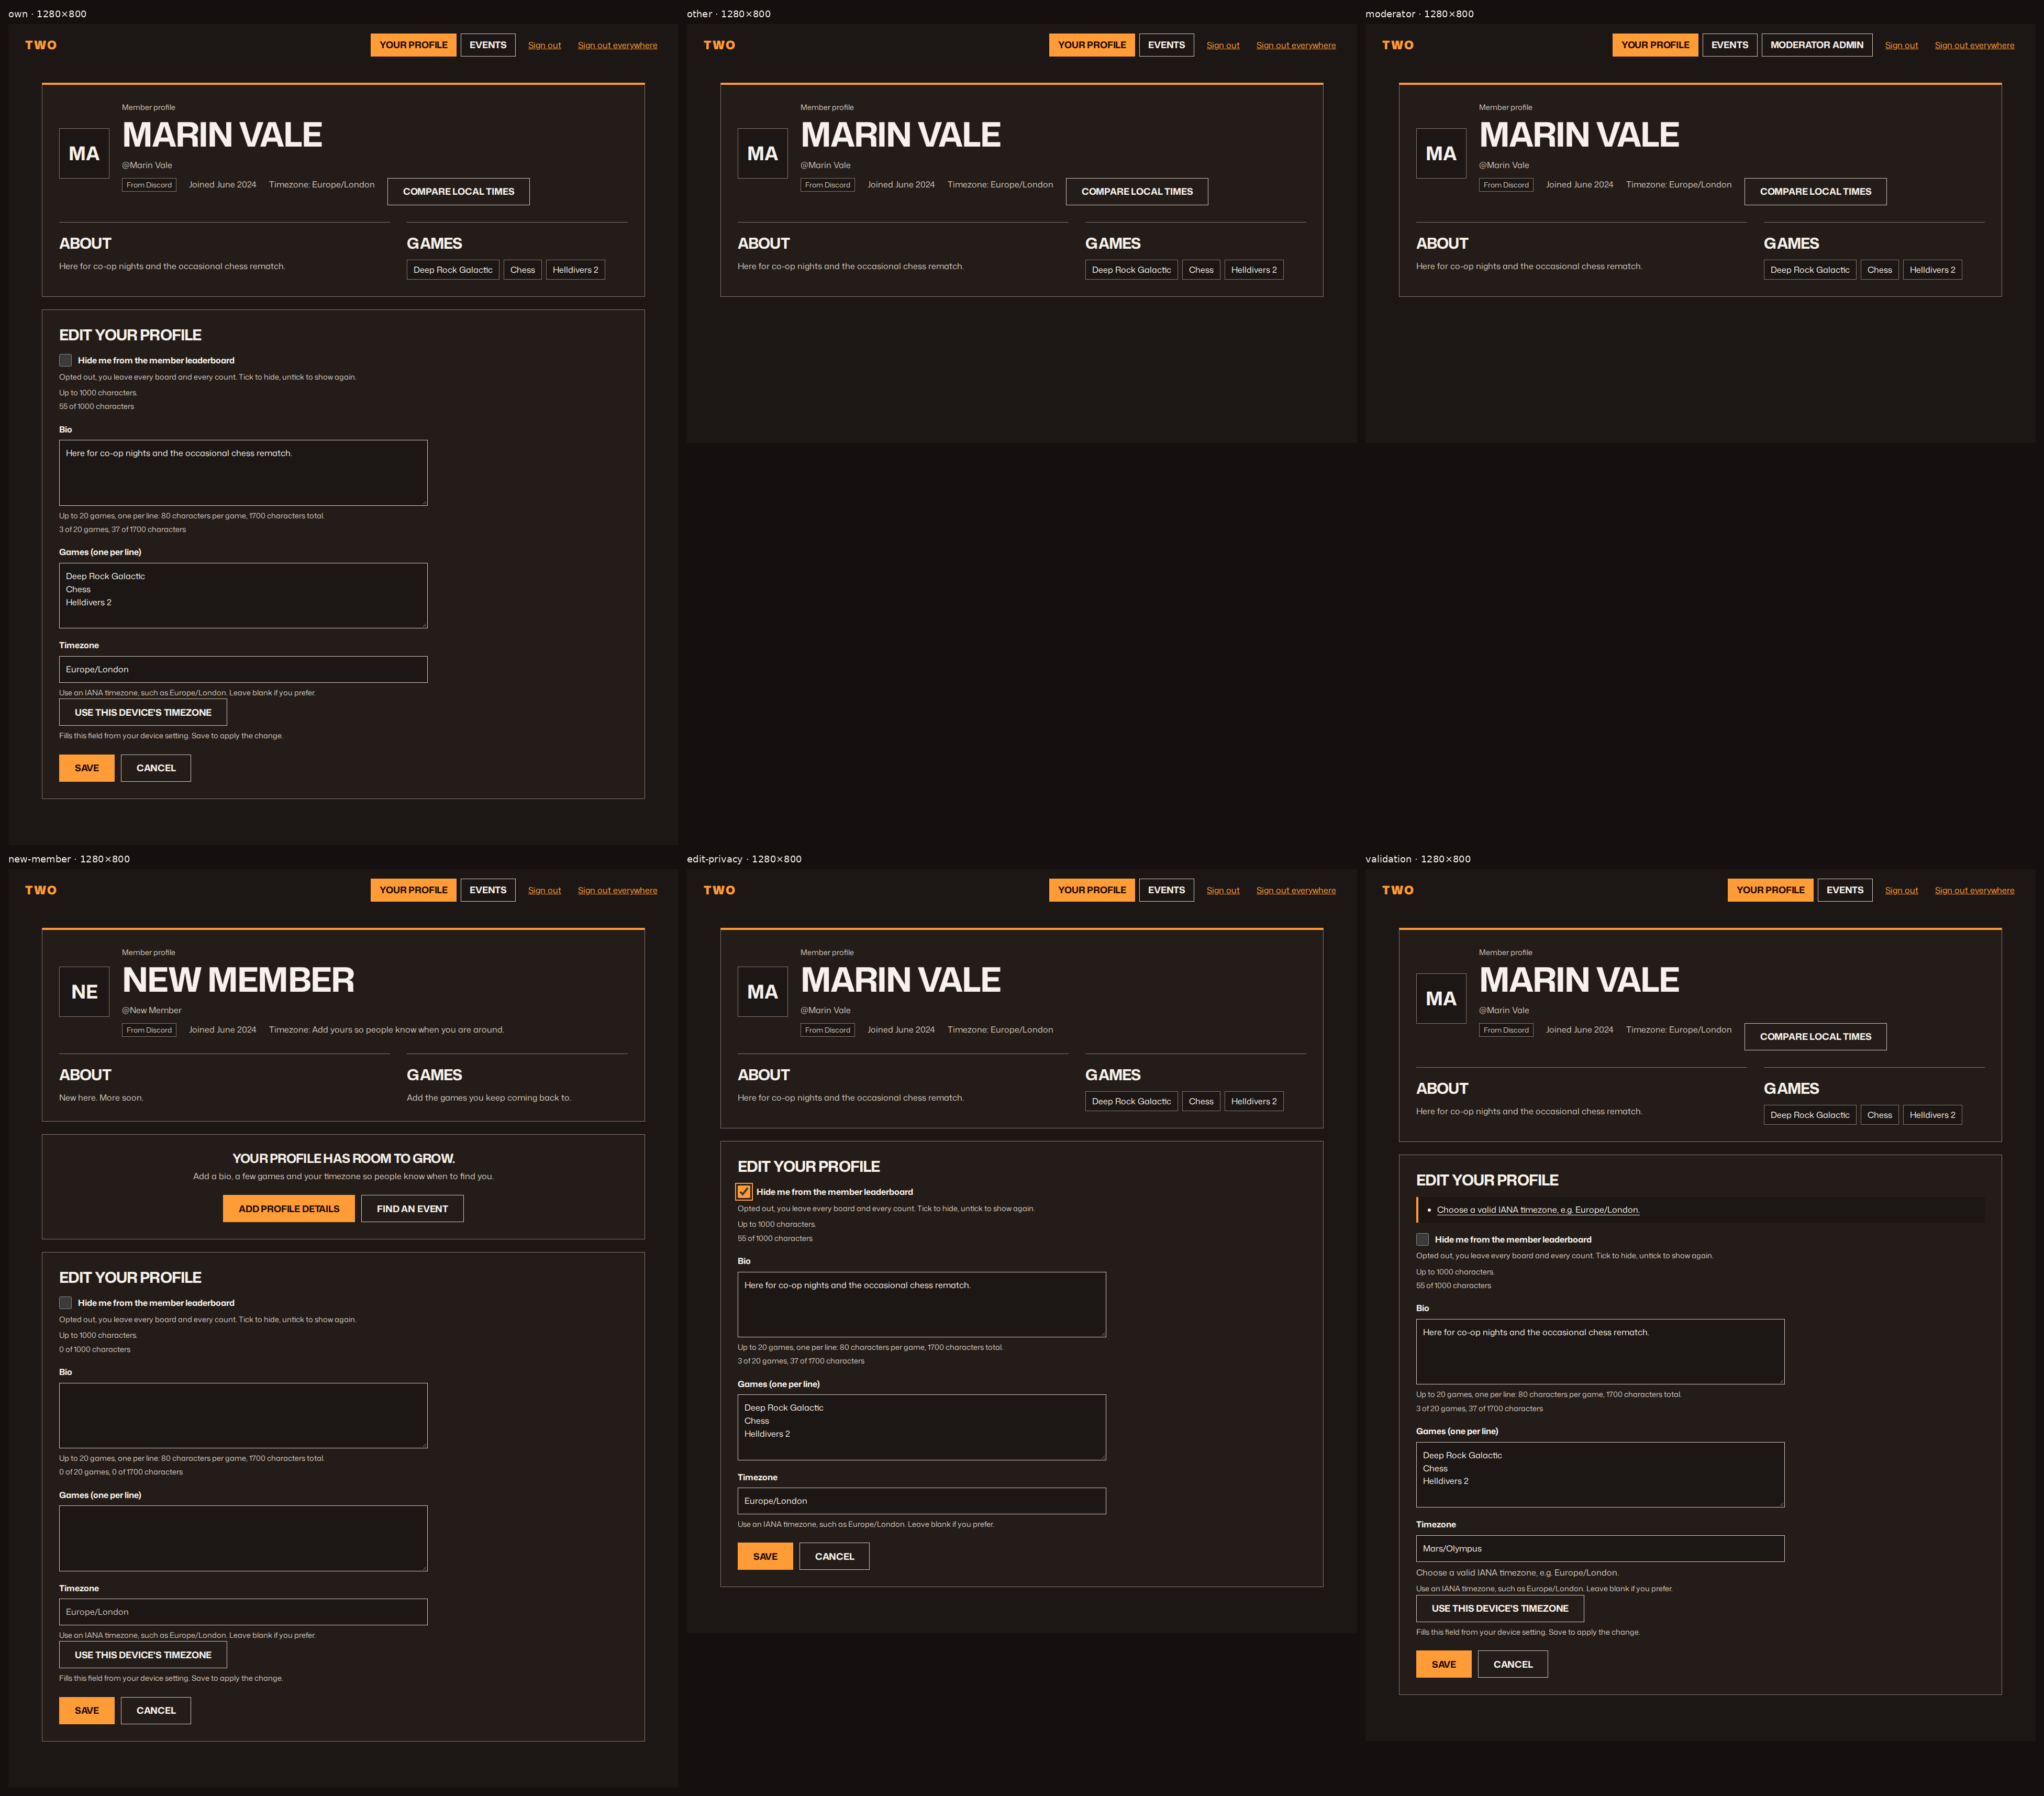 own · 1280×800
TWO
YOUR PROFILE
EVENTS
Sign out
Sign out everywhere
Member profile
MA
MARIN VALE
@Marin Vale
From Discord
Joined June 2024
Timezone: Europe/London
COMPARE LOCAL TIMES
ABOUT
Here for co-op nights and the occasional chess rematch.
GAMES
Deep Rock Galactic
Chess
Helldivers 2
EDIT YOUR PROFILE
Hide me from the member leaderboard
Opted out, you leave every board and every count. Tick to hide, untick to show again.
Up to 1000 characters.
55 of 1000 characters
Bio
Here for co-op nights and the occasional chess rematch.
Up to 20 games, one per line: 80 characters per game, 1700 characters total.
3 of 20 games, 37 of 1700 characters
Games (one per line)
Deep Rock Galactic
Chess
Helldivers 2
Timezone
Europe/London
Use an IANA timezone, such as Europe/London. Leave blank if you prefer.
USE THIS DEVICE'S TIMEZONE
Fills this field from your device setting. Save to apply the change.
SAVE
CANCEL
other · 1280×800
TWO
YOUR PROFILE
EVENTS
Sign out
Sign out everywhere
Member profile
MA
MARIN VALE
@Marin Vale
From Discord
Joined June 2024
Timezone: Europe/London
COMPARE LOCAL TIMES
ABOUT
Here for co-op nights and the occasional chess rematch.
GAMES
Deep Rock Galactic
Chess
Helldivers 2
moderator · 1280×800
TWO
YOUR PROFILE
EVENTS
MODERATOR ADMIN
Sign out
Sign out everywhere
Member profile
MA
MARIN VALE
@Marin Vale
From Discord
Joined June 2024
Timezone: Europe/London
COMPARE LOCAL TIMES
ABOUT
Here for co-op nights and the occasional chess rematch.
GAMES
Deep Rock Galactic
Chess
Helldivers 2
new-member · 1280×800
TWO
YOUR PROFILE
EVENTS
Sign out
Sign out everywhere
Member profile
NE
NEW MEMBER
@New Member
From Discord
Joined June 2024
Timezone: Add yours so people know when you are around.
ABOUT
New here. More soon.
GAMES
Add the games you keep coming back to.
YOUR PROFILE HAS ROOM TO GROW.
Add a bio, a few games and your timezone so people know when to find you.
ADD PROFILE DETAILS
FIND AN EVENT
EDIT YOUR PROFILE
Hide me from the member leaderboard
Opted out, you leave every board and every count. Tick to hide, untick to show again.
Up to 1000 characters.
0 of 1000 characters
Bio
Up to 20 games, one per line: 80 characters per game, 1700 characters total.
0 of 20 games, 0 of 1700 characters
Games (one per line)
Timezone
Europe/London
Use an IANA timezone, such as Europe/London. Leave blank if you prefer.
USE THIS DEVICE'S TIMEZONE
Fills this field from your device setting. Save to apply the change.
SAVE
CANCEL
edit-privacy · 1280×800
TWO
YOUR PROFILE
EVENTS
Sign out
Sign out everywhere
Member profile
MA
MARIN VALE
@Marin Vale
From Discord
Joined June 2024
Timezone: Europe/London
ABOUT
Here for co-op nights and the occasional chess rematch.
GAMES
Deep Rock Galactic
Chess
Helldivers 2
EDIT YOUR PROFILE
Hide me from the member leaderboard
Opted out, you leave every board and every count. Tick to hide, untick to show again.
Up to 1000 characters.
55 of 1000 characters
Bio
Here for co-op nights and the occasional chess rematch.
Up to 20 games, one per line: 80 characters per game, 1700 characters total.
3 of 20 games, 37 of 1700 characters
Games (one per line)
Deep Rock Galactic
Chess
Helldivers 2
Timezone
Europe/London
Use an IANA timezone, such as Europe/London. Leave blank if you prefer.
SAVE
CANCEL
validation · 1280×800
TWO
YOUR PROFILE
EVENTS
Sign out
Sign out everywhere
Member profile
MA
MARIN VALE
@Marin Vale
From Discord
Joined June 2024
Timezone: Europe/London
COMPARE LOCAL TIMES
ABOUT
Here for co-op nights and the occasional chess rematch.
GAMES
Deep Rock Galactic
Chess
Helldivers 2
EDIT YOUR PROFILE
• Choose a valid IANA timezone, e.g. Europe/London.
Hide me from the member leaderboard
Opted out, you leave every board and every count. Tick to hide, untick to show again.
Up to 1000 characters.
55 of 1000 characters
Bio
Here for co-op nights and the occasional chess rematch.
Up to 20 games, one per line: 80 characters per game, 1700 characters total.
3 of 20 games, 37 of 1700 characters
Games (one per line)
Deep Rock Galactic
Chess
Helldivers 2
Timezone
Mars/Olympus
Choose a valid IANA timezone, e.g. Europe/London.
Use an IANA timezone, such as Europe/London. Leave blank if you prefer.
USE THIS DEVICE'S TIMEZONE
Fills this field from your device setting. Save to apply the change.
SAVE
CANCEL